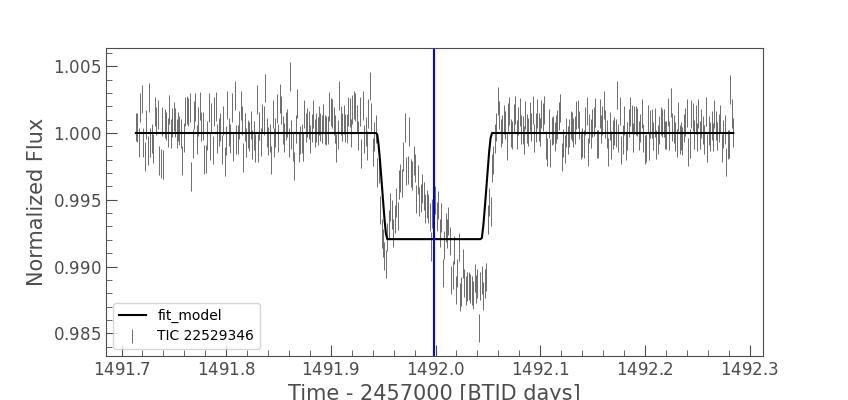 1.005
1.000
0.995
0.990
0.985
Normalized Flux
fit_model
TIC 22529346
1491.7 1491.8 1491.9 1492.0 1492.1 1492.2 1492.3
Time - 2457000 [BTJD days]